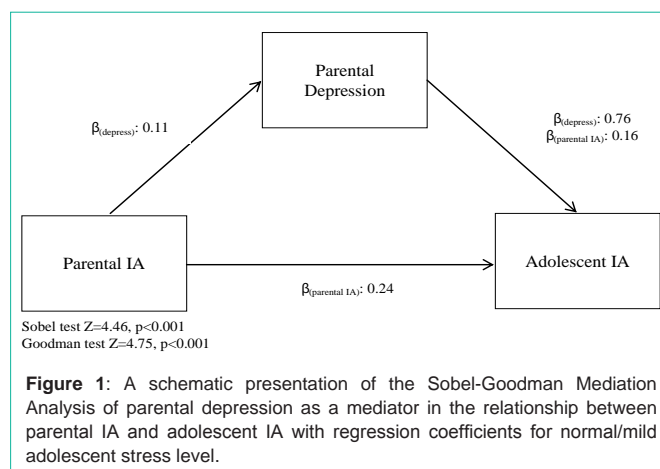 Parental
Depression
β(depress): 0.11
β(depress): 0.76
β(parental IA) 0.16
Parental IA
Adolescent IA
β(parental IA): 0.24
Sobel test Z=4.46, p<0.001
Goodman test Z=4.75, p<0.001
Figure 1: A schematic presentation of the Sobel-Goodman Mediation
Analysis of parental depression as a mediator in the relationship between
parental IA and adolescent IA with regression coefficients for normal/mild
adolescent stress level.